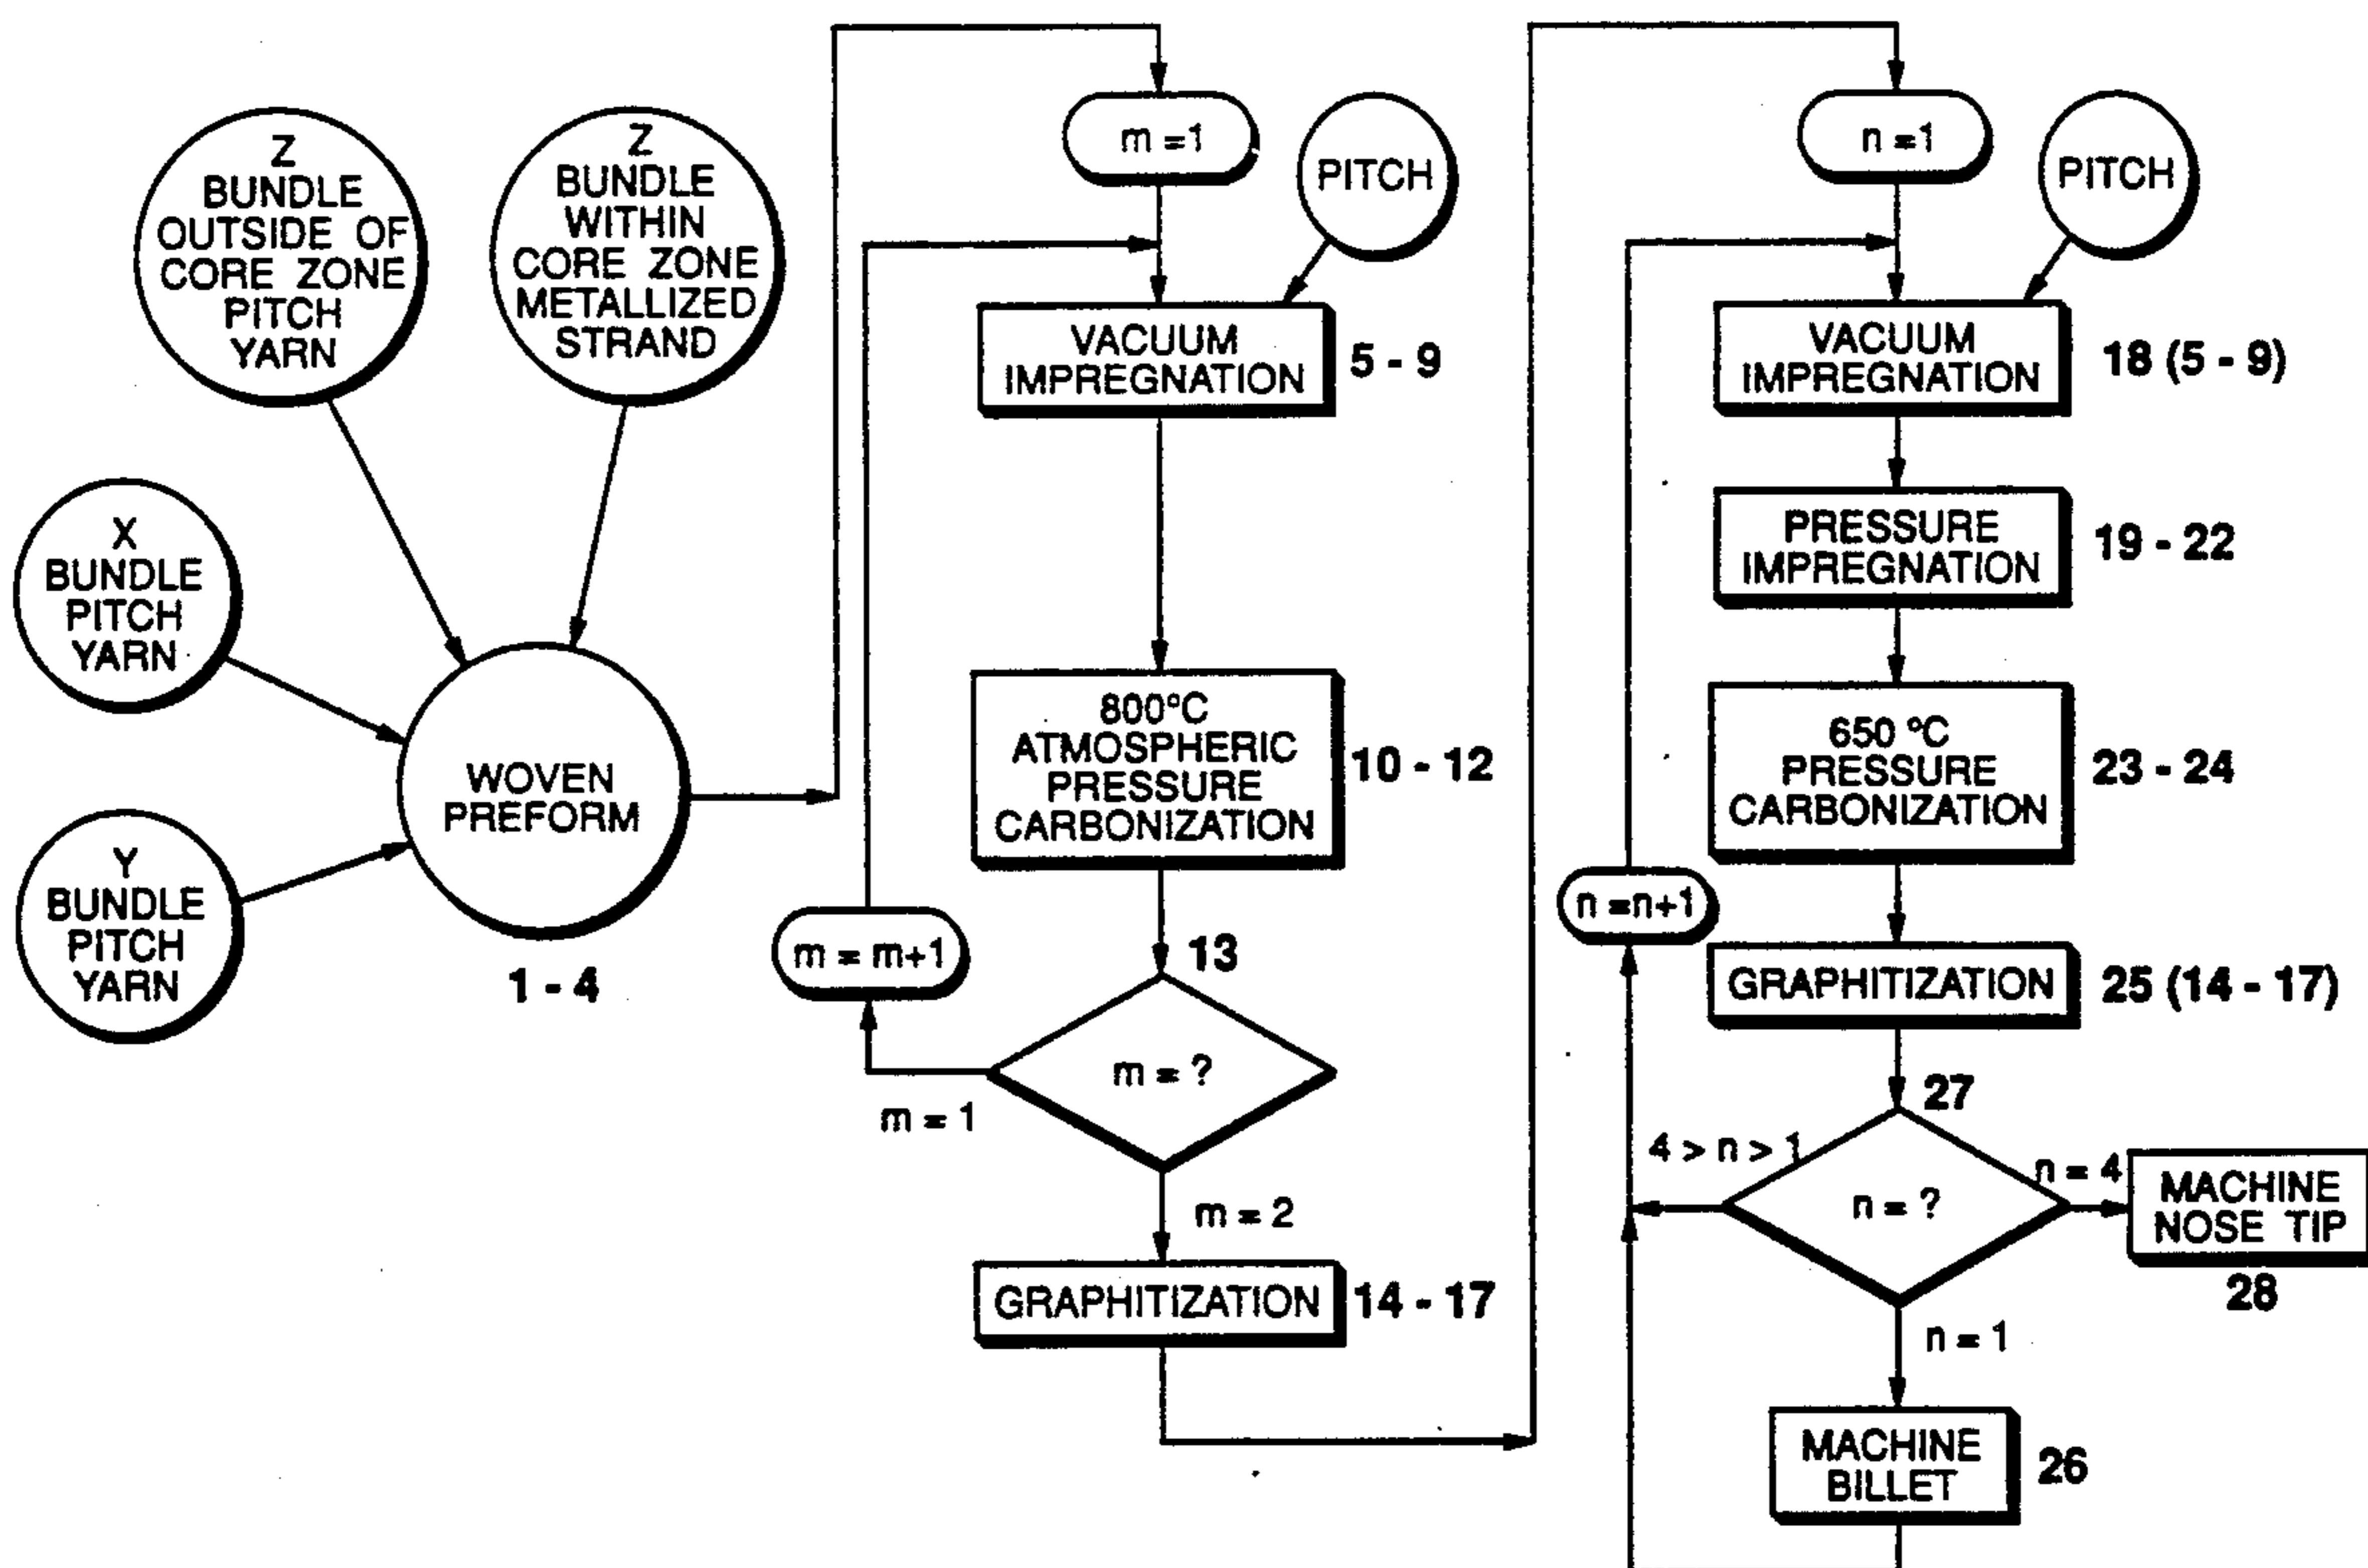 Z
BUNDLE
OUTSIDE OF
CORE ZONE
PITCH
YARN
Z
BUNDLE
WITHIN
CORE ZONE
METALLIZED
STRAND
X
BUNDLE
PITCH
YARN
Y
BUNDLE
PITCH
YARN
WOVEN
PREFORM
1 - 4
m = 1
PITCH
VACUUM
IMPREGNATION
5 - 9
800°C
ATMOSPHERIC
PRESSURE
CARBONIZATION
10 - 12
m = m+1
13
m = ?
m = 1
m = 2
GRAPHITIZATION
14 - 17
n = 1
PITCH
VACUUM
IMPREGNATION
18 (5 - 9)
PRESSURE
IMPREGNATION
19 - 22
650 °C
PRESSURE
CARBONIZATION
23 - 24
n = n+1
GRAPHITIZATION
25 (14 - 17)
27
4 > n > 1
n = ?
n = 4
MACHINE
NOSE TIP
28
n = 1
MACHINE
BILLET
26